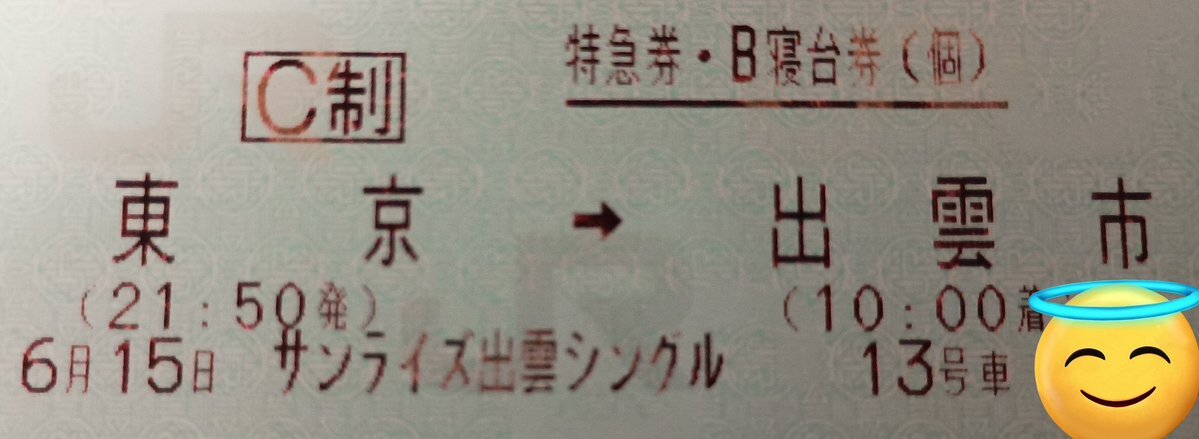 特急券・B寝台券(個)
C制
東京→出雲市
(21:50発) (10:00着
6月15日 サンライズ出雲シングル 13号車